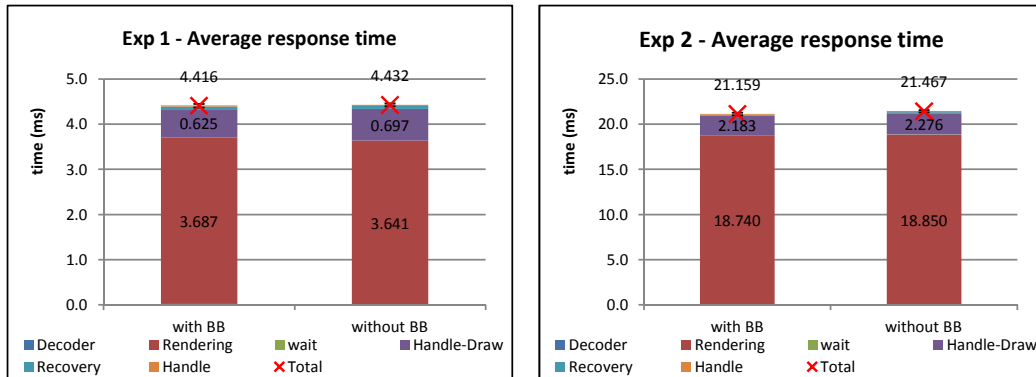 Exp 1 - Average response time
5.0
4.0
3.0
2.0
1.0
0.0
time (ms)
4.416
4.432
0.625
0.697
3.687
3.641
with BB
without BB
Decoder
Rendering
wait
Handle-Draw
Recovery
Handle
Total
Exp 2 - Average response time
25.0
20.0
15.0
10.0
5.0
0.0
time (ms)
21.159
21.467
2.183
2.276
18.740
18.850
with BB
without BB
Decoder
Rendering
wait
Handle-Draw
Recovery
Handle
Total